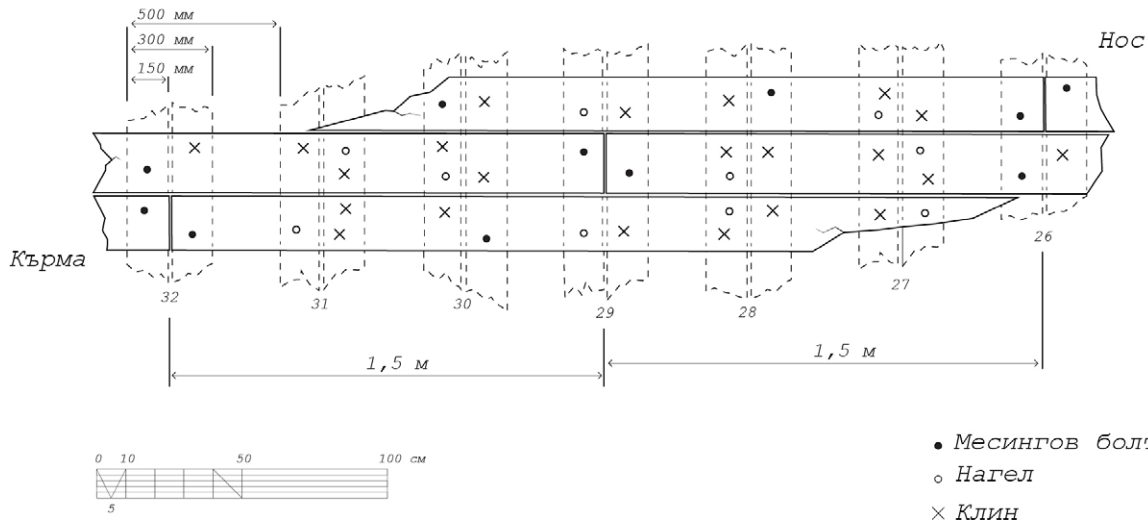 500 мм
300 мм
150 мм
Нос
Кърма
32
31
30
29
28
27
26
1,5 м
1,5 м
0 10 50 100 см
5
Месингов болт
Нагел
Клин